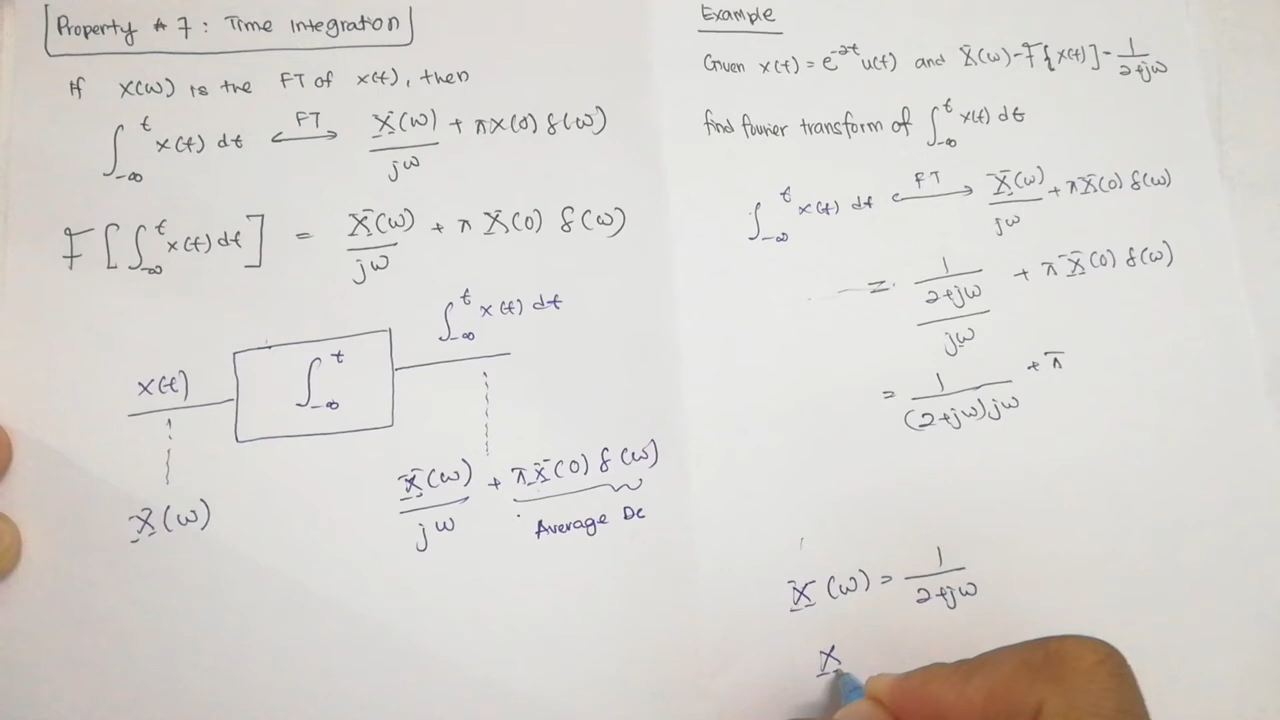 Property # 7 : Time Integration
If X(ω) is the FT of x(t), then
∫_{-∞}^{t} x(t) dt ⟷^{FT} X(ω)/jω + πX(0) δ(ω)
F[∫_{-∞}^{t} x(t) dt] = X(ω)/jω + π X(0) δ(ω)
∫_{-∞}^{t} x(t) dt
x(t)
∫_{-∞}^{t}
X(ω)
X(ω)/jω + πX(0) δ(ω)
Average Dc
Example
Given x(t) = e^{-2t} u(t) and X(ω) - F{x(t)] - 1/(2+jω)
find fourier transform of ∫_{-∞}^{t} x(t) dt
∫_{-∞}^{t} x(t) dt ⟷^{FT} X(ω)/jω + πX(0) δ(ω)
= (1/(2+jω))/jω + π X(0) δ(ω)
= 1/((2+jω)jω) + π
X(ω) = 1/(2+jω)
X